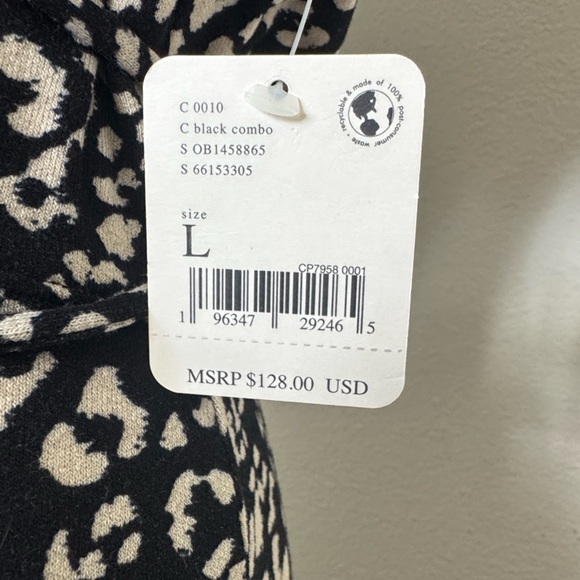 C 0010
C black combo
S OB1458865
S 66153305
recyclable & made of 100% post-consumer waste
size
L
CP7958 0001
1 96347 29246 5
MSRP $128.00 USD